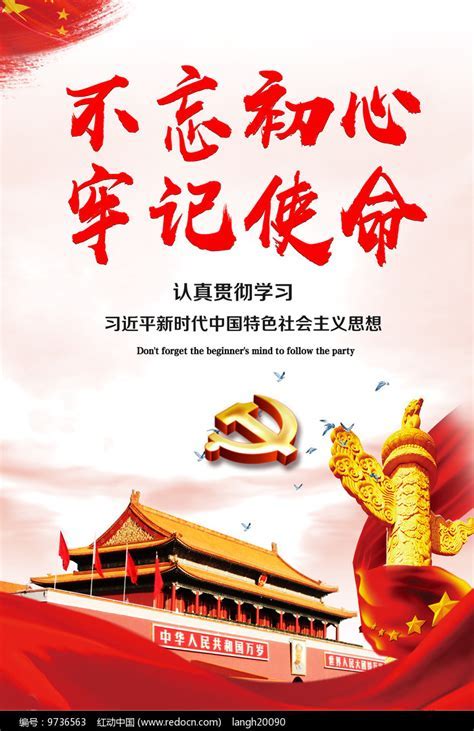 不忘初心
牢记使命
认真贯彻学习
习近平新时代中国特色社会主义思想
Don't forget the beginner's mind to follow the party
中华人民共和国万岁
世界人民大团结万岁
编号：9736563 红动中国 (www.redocn.com) langh20090